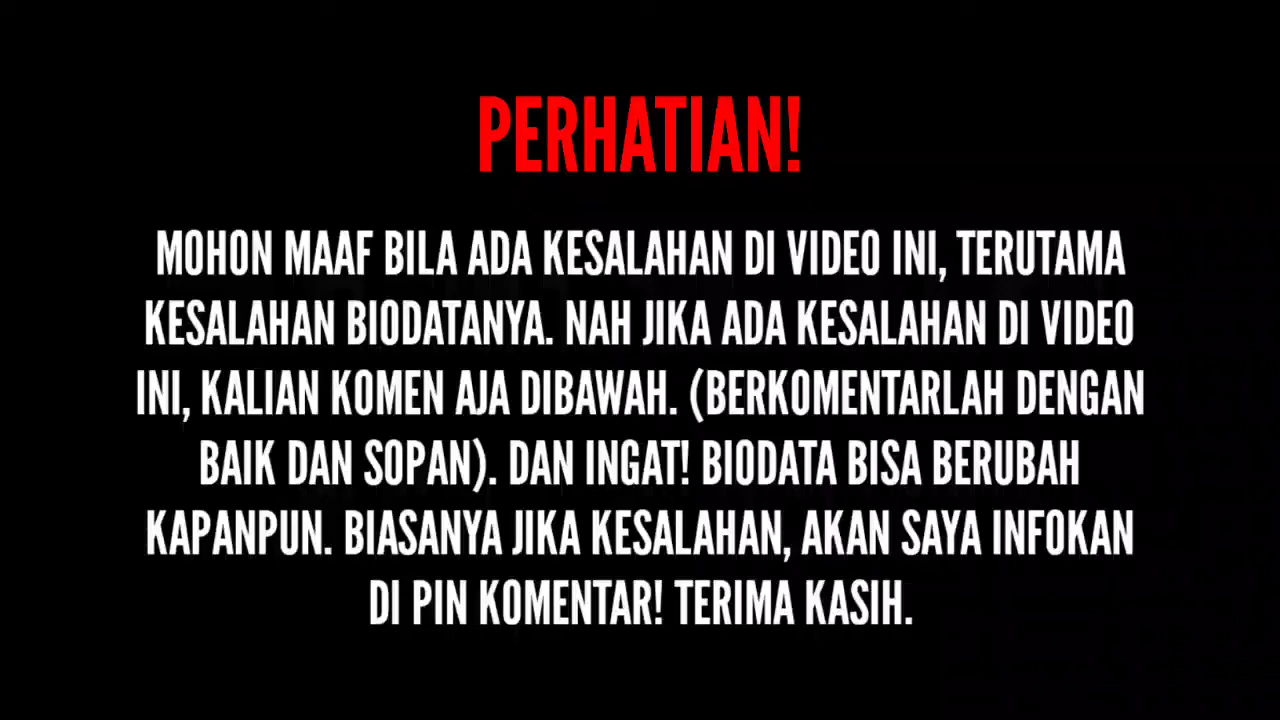 PERHATIAN!
MOHON MAAF BILA ADA KESALAHAN DI VIDEO INI, TERUTAMA
KESALAHAN BIODATANYA. NAH JIKA ADA KESALAHAN DI VIDEO
INI, KALIAN KOMEN AJA DIBAWAH. (BERKOMENTARLAH DENGAN
BAIK DAN SOPAN). DAN INGAT! BIODATA BISA BERUBAH
KAPANPUN. BIASANYA JIKA KESALAHAN, AKAN SAYA INFOKAN
DI PIN KOMENTAR! TERIMA KASIH.